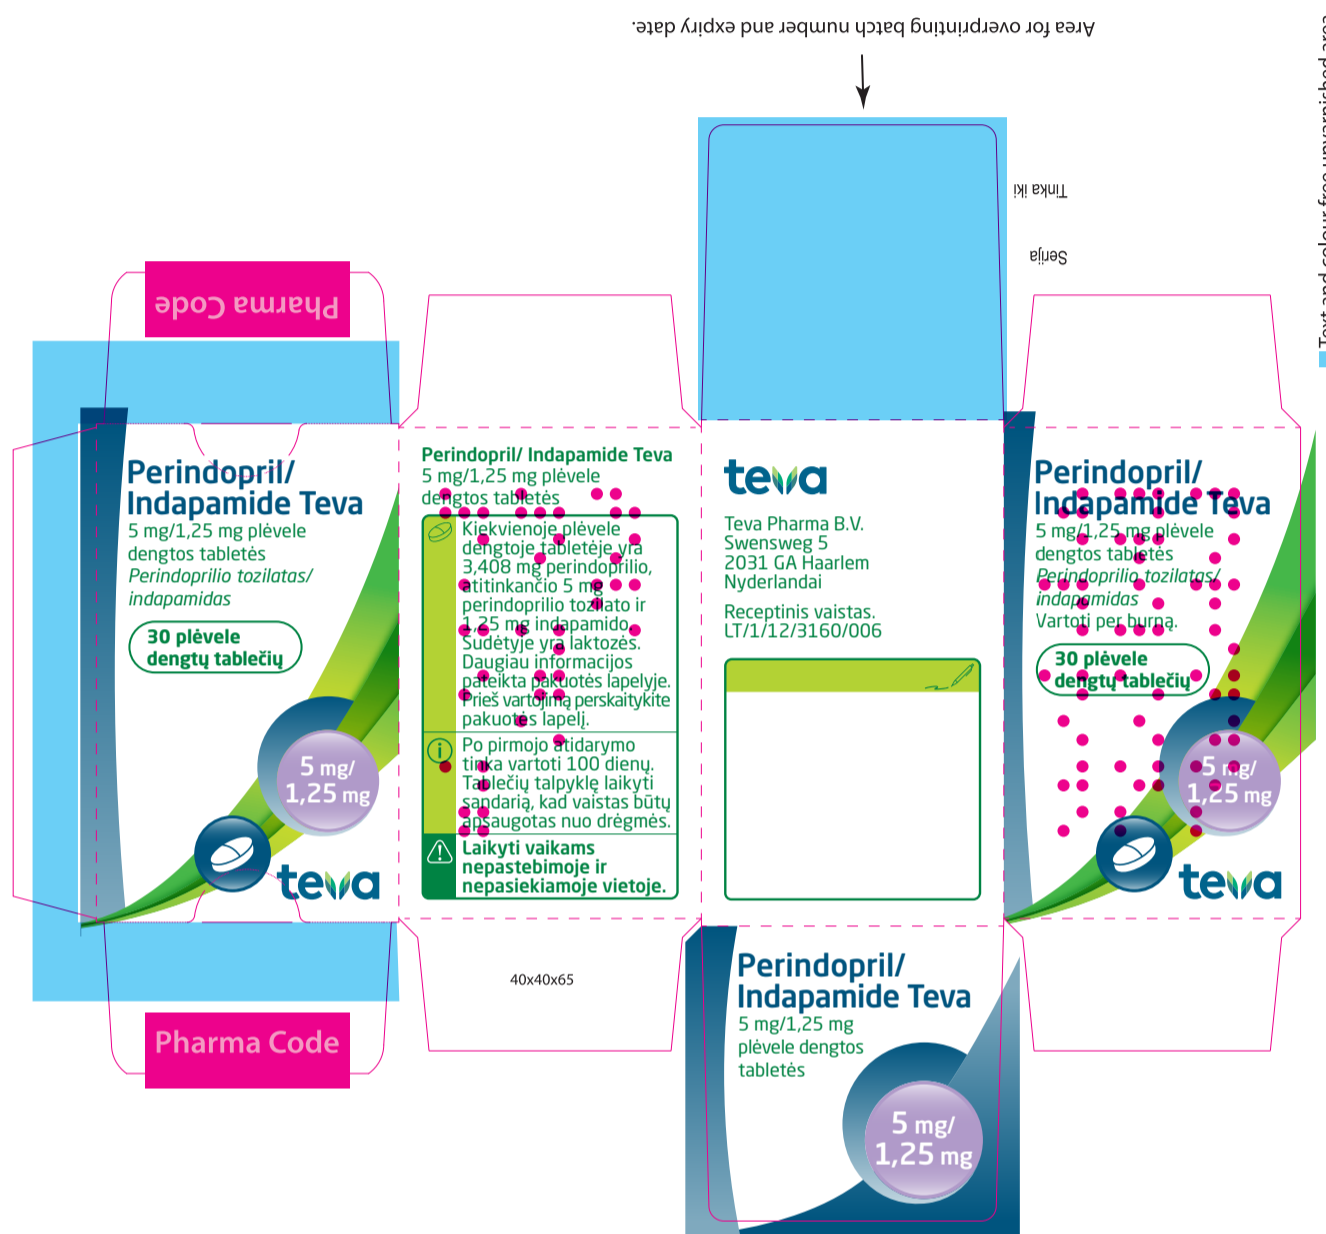 Area for overprinting batch number and expiry date.
Tinka iki
Serija
Text and colour free unvarnished area
Pharma Code
Perindopril/
Indapamide Teva
5 mg/1,25 mg plėvele
dengtos tabletės
Perindoprilio tozilatas/
indapamidas
30 plėvele
dengtų tablečių
5 mg/
1,25 mg
teva
Pharma Code
Perindopril/ Indapamide Teva
5 mg/1,25 mg plėvele
dengtos tabletės
Kiekvienoje plėvele
dengtoje tabletėje yra
3,408 mg perindoprilio,
atitinkančio 5 mg
perindoprilio tozilato ir
1,25 mg indapamido.
Sudėtyje yra laktozės.
Daugiau informacijos
pateikta pakuotės lapelyje.
Prieš vartojimą perskaitykite
pakuotės lapelį.
Po pirmojo atidarymo
tinka vartoti 100 dienų.
Tablečių talpyklę laikyti
sandarią, kad vaistas būtų
apsaugotas nuo drėgmės.
Laikyti vaikams
nepastebimoje ir
nepasiekiamoje vietoje.
40x40x65
teva
Teva Pharma B.V.
Swensweg 5
2031 GA Haarlem
Nyderlandai
Receptinis vaistas.
LT/1/12/3160/006
Perindopril/
Indapamide Teva
5 mg/1,25 mg
plėvele dengtos
tabletės
5 mg/
1,25 mg
Perindopril/
Indapamide Teva
5 mg/1,25 mg plėvele
dengtos tabletės
Perindoprilio tozilatas/
indapamidas
Vartoti per burną.
30 plėvele
dengtų tablečių
5 mg/
1,25 mg
teva